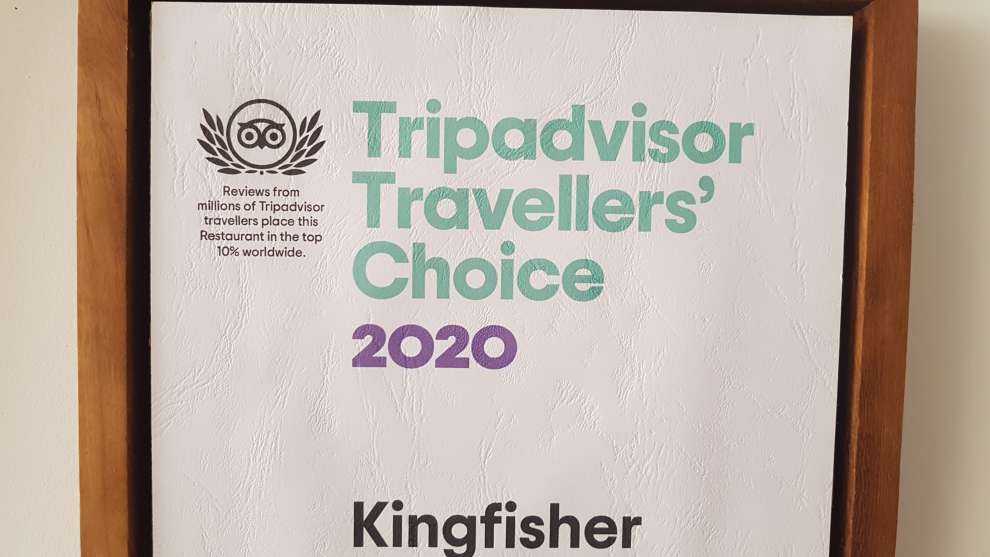 Tripadvisor
Travellers’
Choice
2020
Reviews from
millions of Tripadvisor
travellers place this
Restaurant in the top
10% worldwide.
Kingfisher